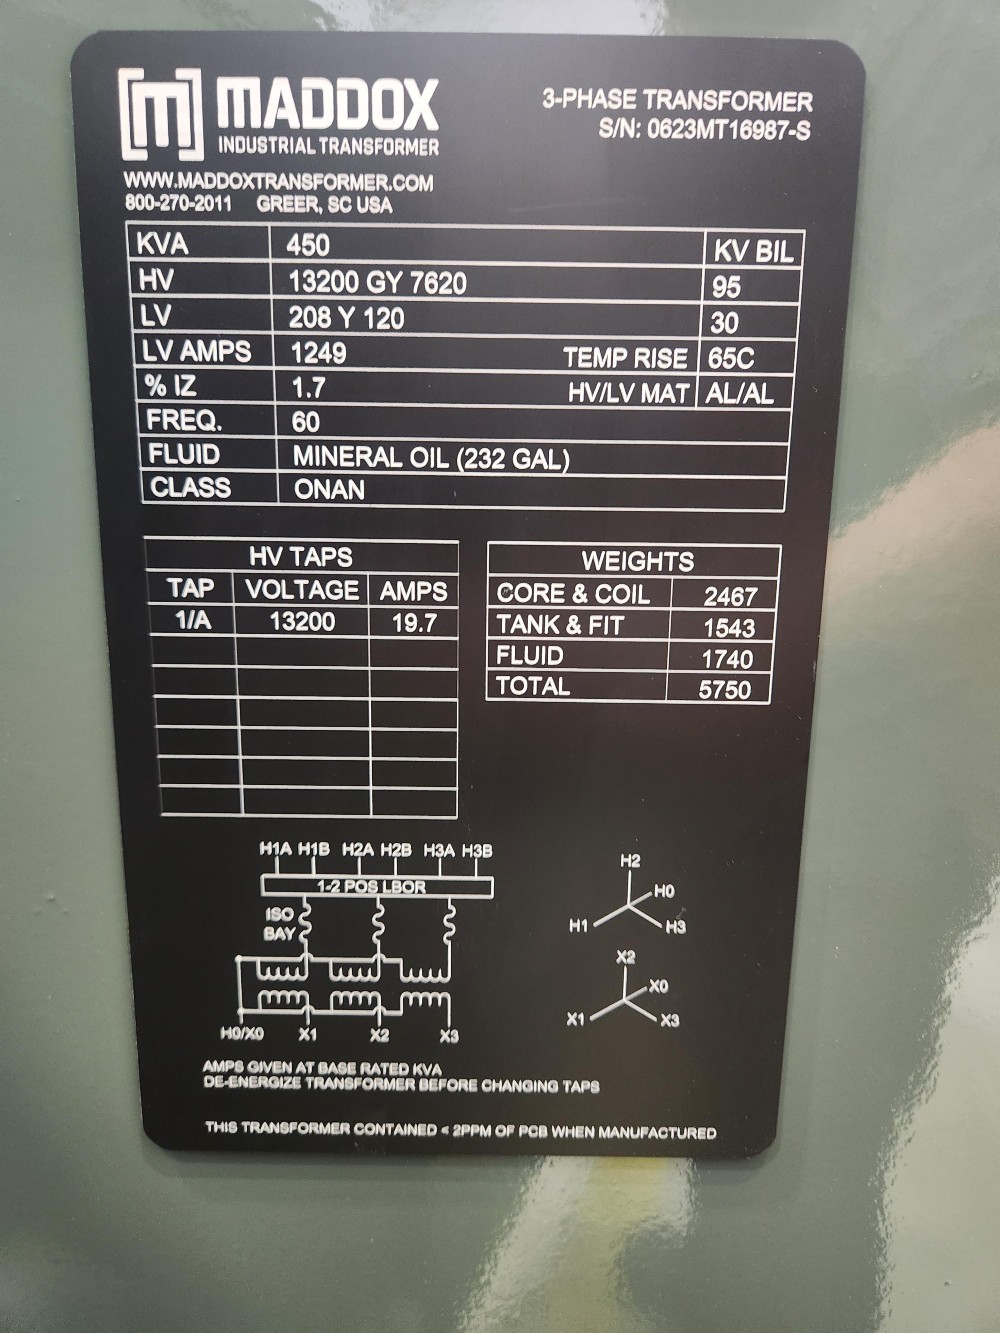 [m] MADDOX
INDUSTRIAL TRANSFORMER
3-PHASE TRANSFORMER
S/N: 0623MT16987-S
WWW.MADDOXTRANSFORMER.COM
800-270-2011 GREER, SC USA
KVA 450 KV BIL
HV 13200 GY 7620 95
LV 208 Y 120 30
LV AMPS 1249 TEMP RISE 65C
% IZ 1.7 HV/LV MAT AL/AL
FREQ. 60
FLUID MINERAL OIL (232 GAL)
CLASS ONAN
HV TAPS
TAP VOLTAGE AMPS
1/A 13200 19.7
WEIGHTS
CORE & COIL 2467
TANK & FIT 1543
FLUID 1740
TOTAL 5750
H1A H1B H2A H2B H3A H3B
1-2 POS LBOR
ISO
BAY
H0/X0 X1 X2 X3
H2
H0
H1 H3
X2
X0
X1 X3
AMPS GIVEN AT BASE RATED KVA
DE-ENERGIZE TRANSFORMER BEFORE CHANGING TAPS
THIS TRANSFORMER CONTAINED < 2PPM OF PCB WHEN MANUFACTURED